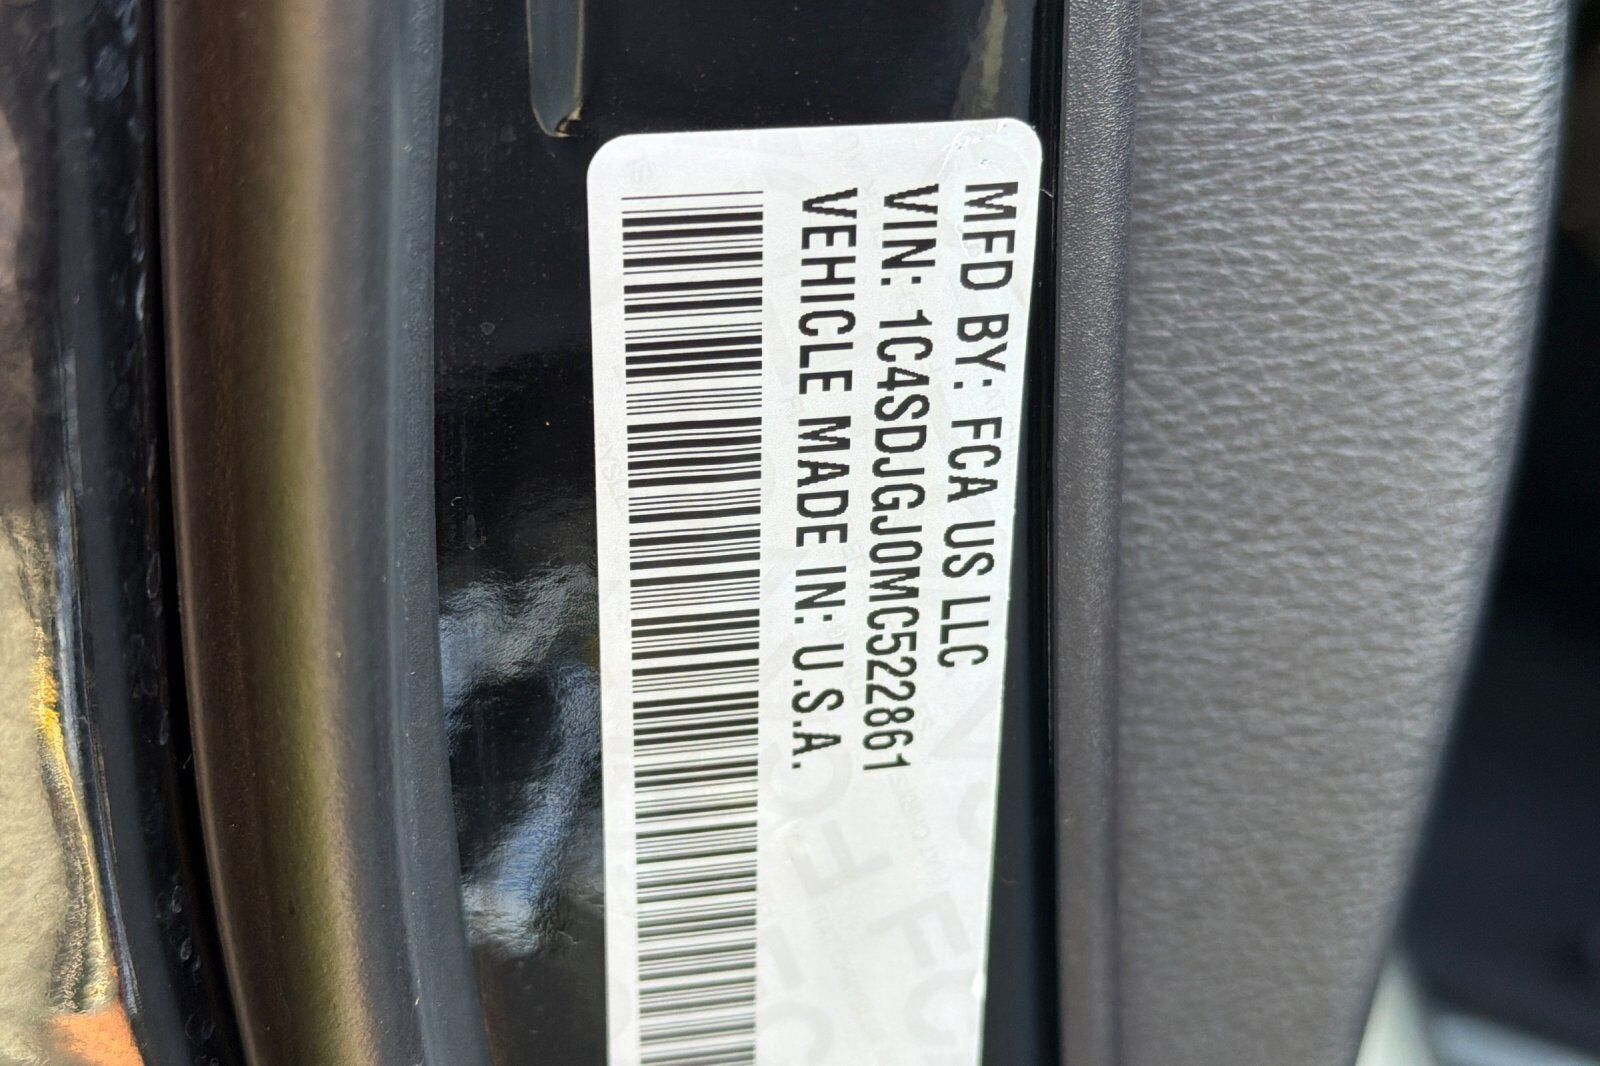 MFD BY: FCA US LLC
VIN: 1C4SDJGJ0MC522861
VEHICLE MADE IN: U.S.A.